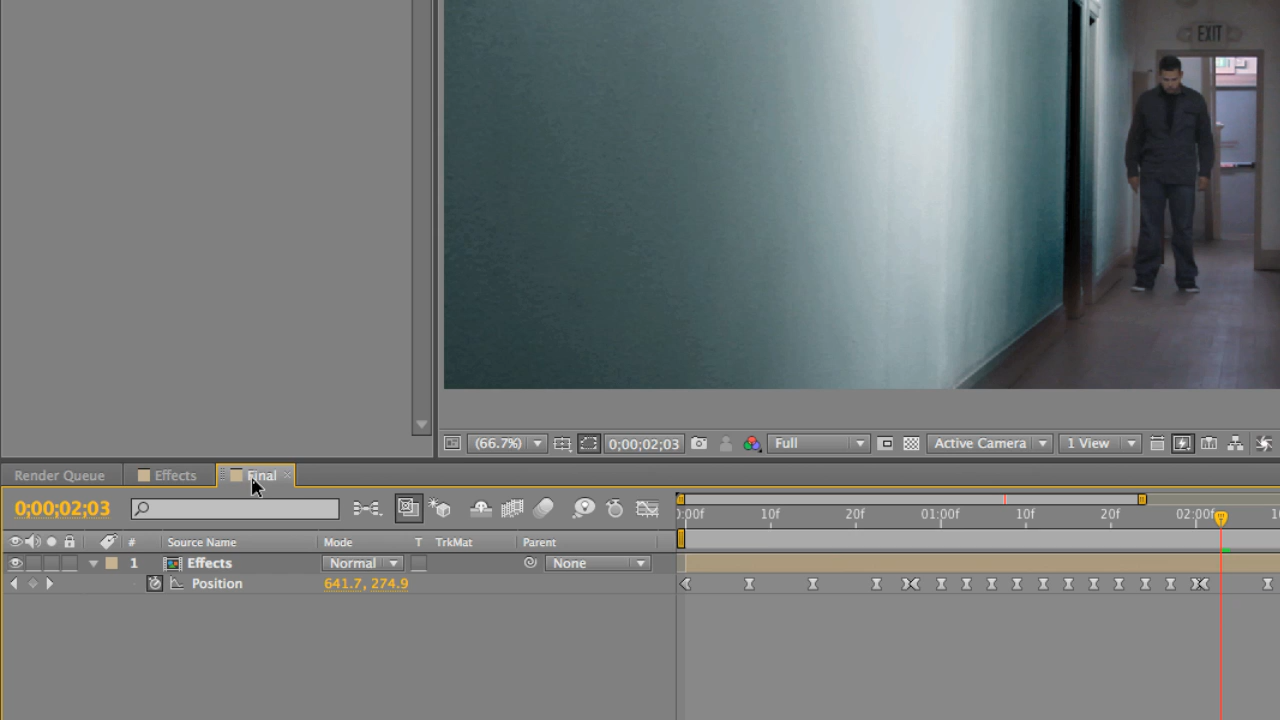 EXIT
(66.7%) 0;00;02;03 Full Active Camera 1 View
Render Queue Effects Final
0;00;02;03
):00f 10f 20f 01:00f 10f 20f 02:00f 10
# Source Name Mode T TrkMat Parent
1 Effects Normal None
Position 641.7, 274.9